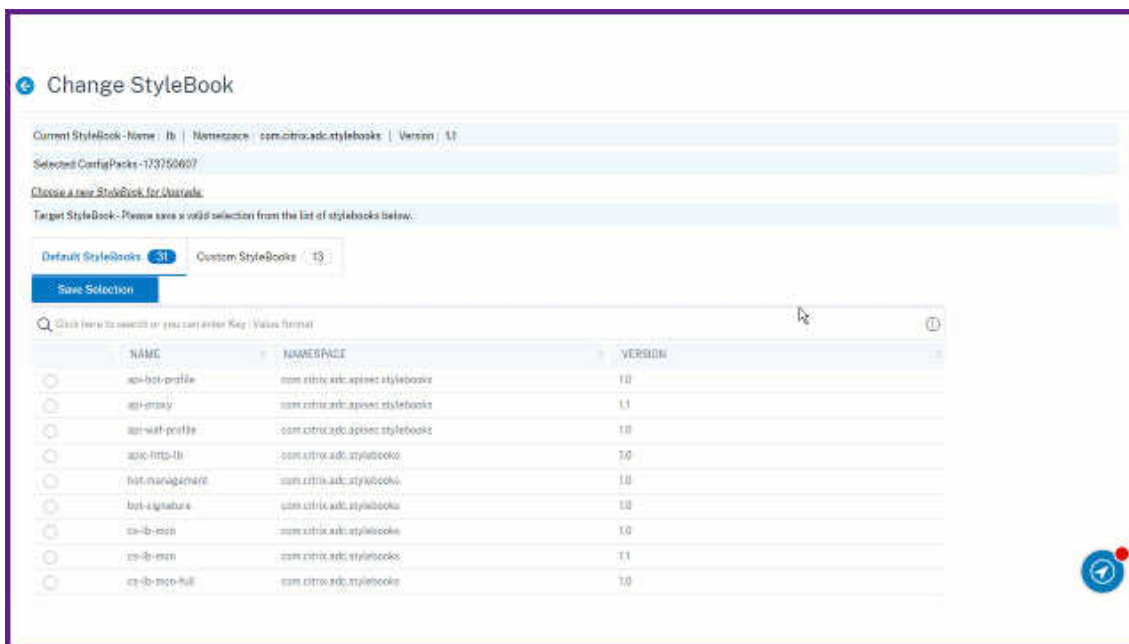 Change StyleBook
Current StyleBook - Name : lb | Namespace : com.citrix.adc.stylebooks | Version : 1.1
Selected ConfigPacks - 173750607
Choose a new StyleBook for Upgrade
Target StyleBook - Please save a valid selection from the list of stylebooks below.
Default StyleBooks 31 Custom StyleBooks 13
Save Selection
Click here to search or you can enter Key : Value format
NAME NAMESPACE VERSION
api-bot-profile com.citrix.adc.apisec.stylebooks 1.0
api-proxy com.citrix.adc.apisec.stylebooks 1.1
api-waf-profile com.citrix.adc.apisec.stylebooks 1.0
apic-http-lb com.citrix.adc.stylebooks 1.0
bot-management com.citrix.adc.stylebooks 1.0
bot-signature com.citrix.adc.stylebooks 1.0
cs-lb-mon com.citrix.adc.stylebooks 1.0
cs-lb-mon com.citrix.adc.stylebooks 1.1
cs-lb-mon-full com.citrix.adc.stylebooks 1.0